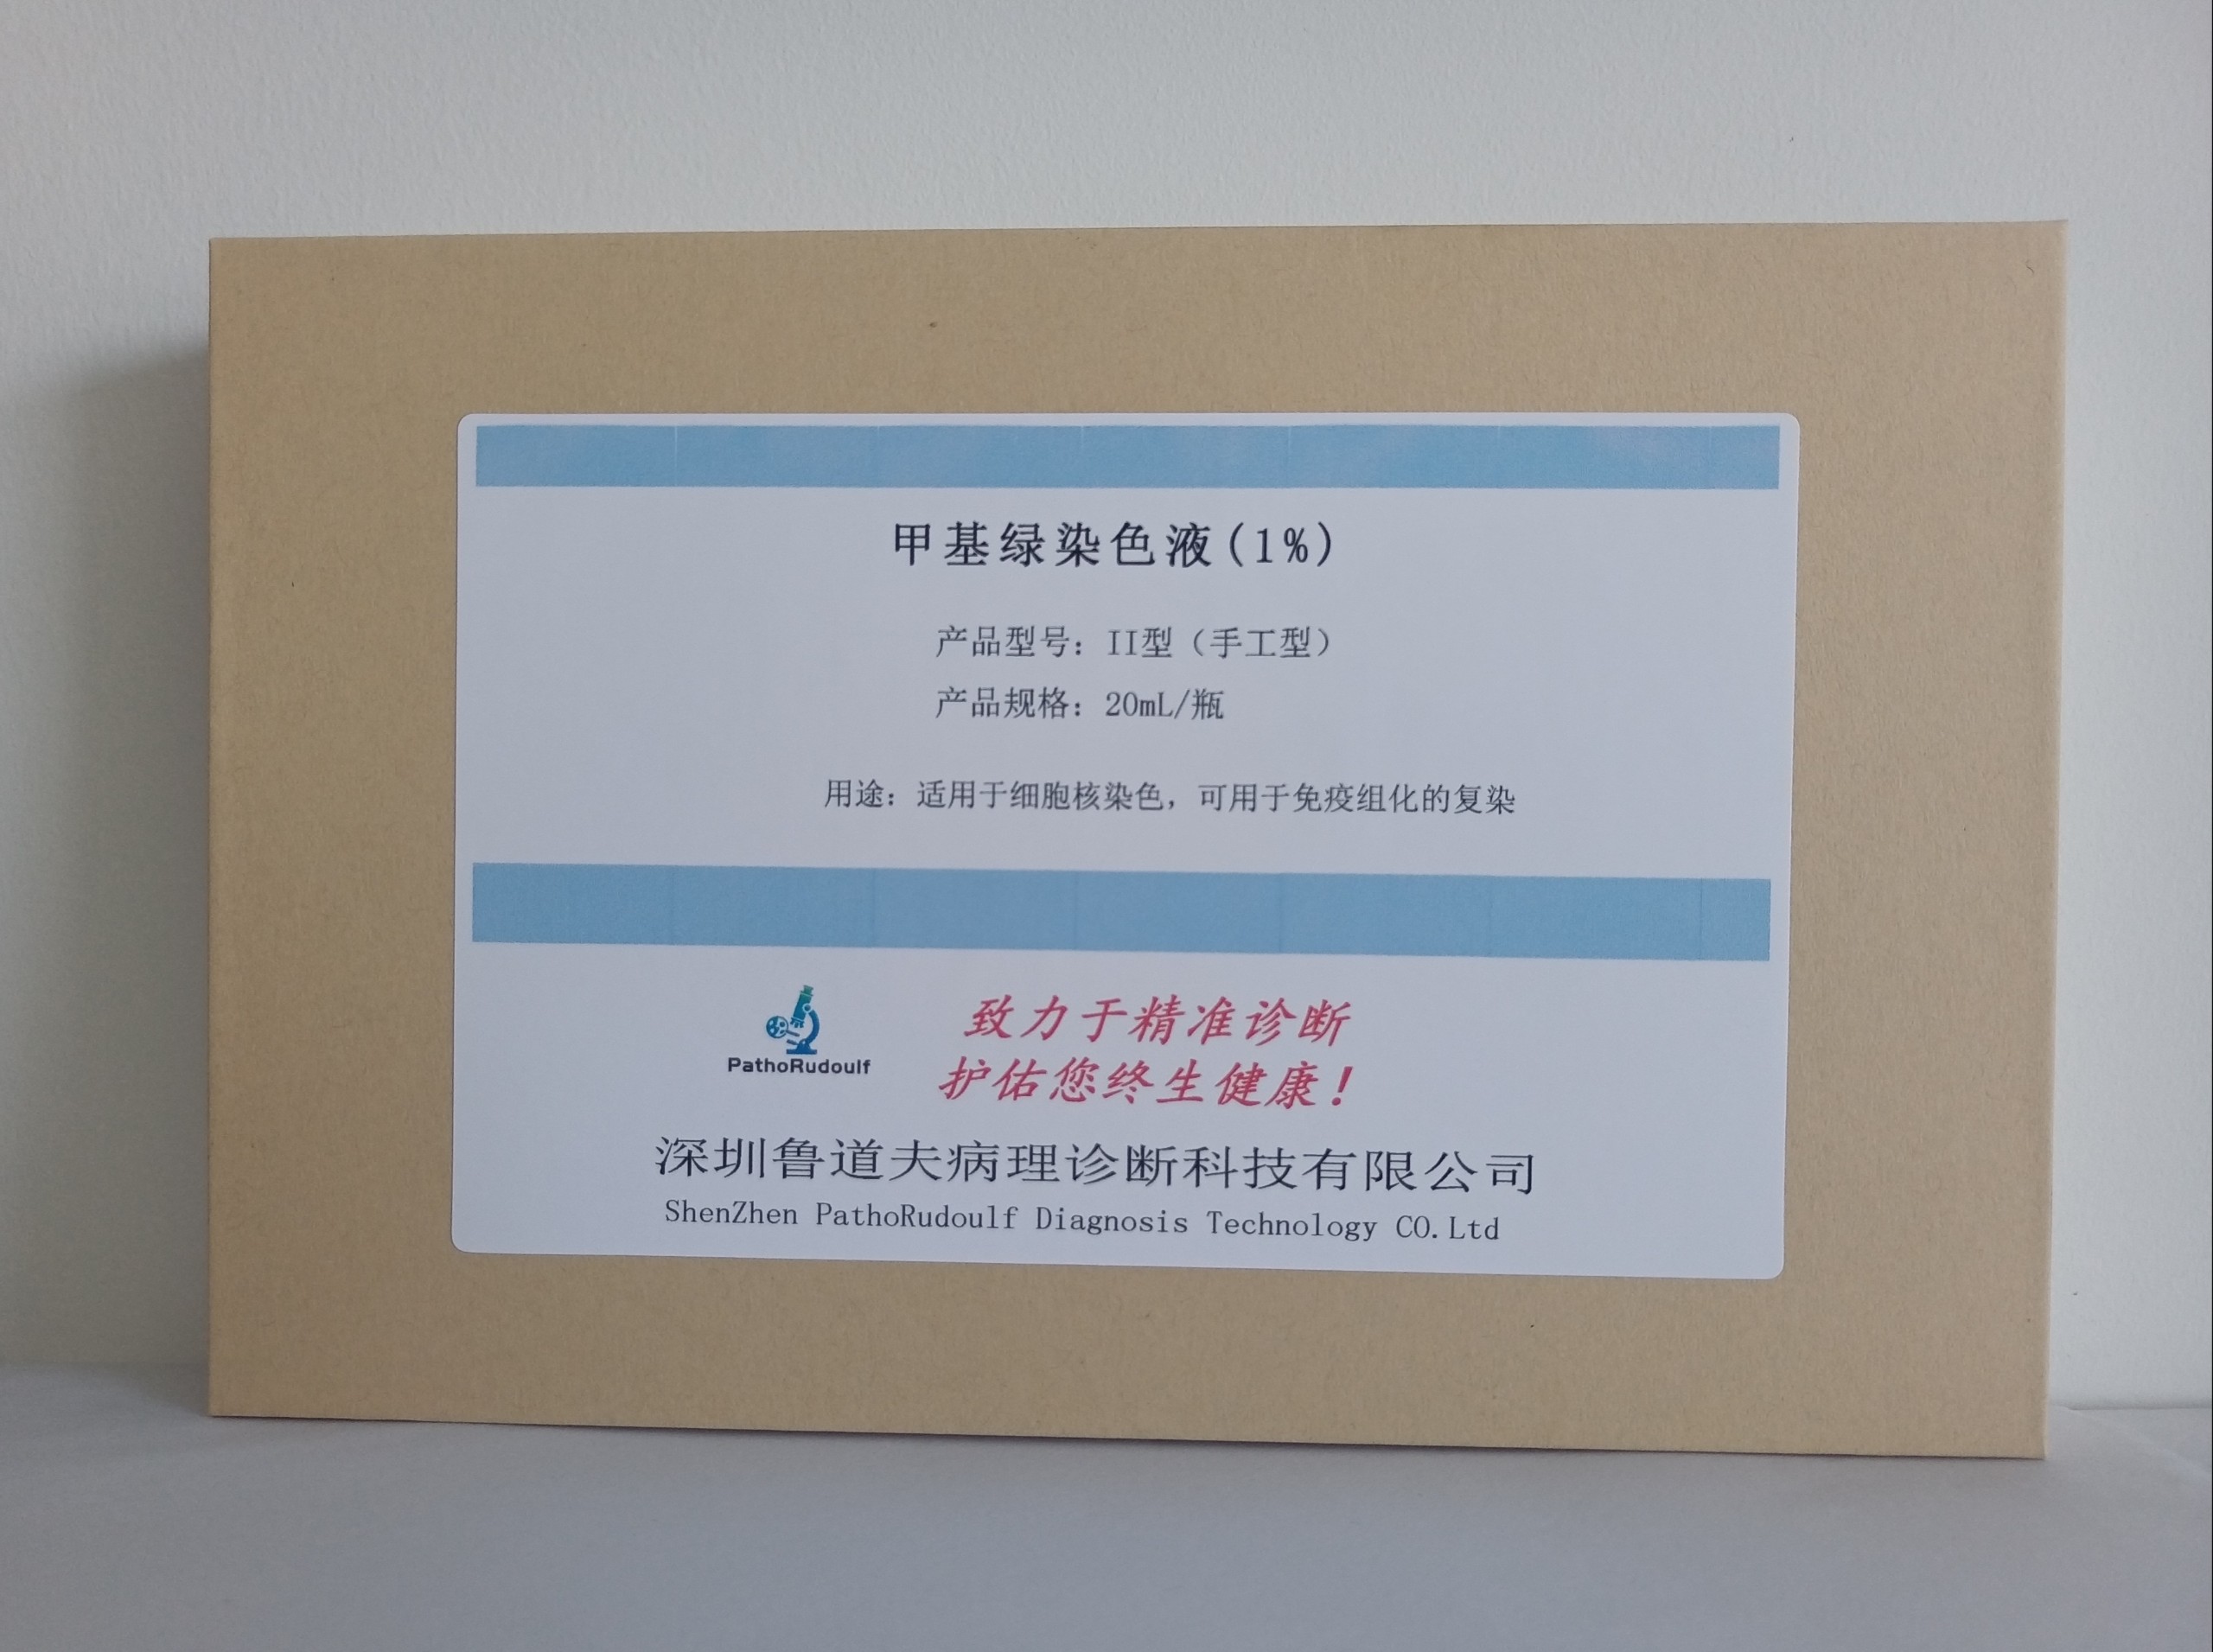 甲基绿染色液(1%)
产品型号：II型（手工型）
产品规格：20mL/瓶
用途：适用于细胞核染色，可用于免疫组化的复染
PathoRudoulf
致力于精准诊断
护佑您终生健康！
深圳鲁道夫病理诊断科技有限公司
ShenZhen PathoRudoulf Diagnosis Technology CO.Ltd